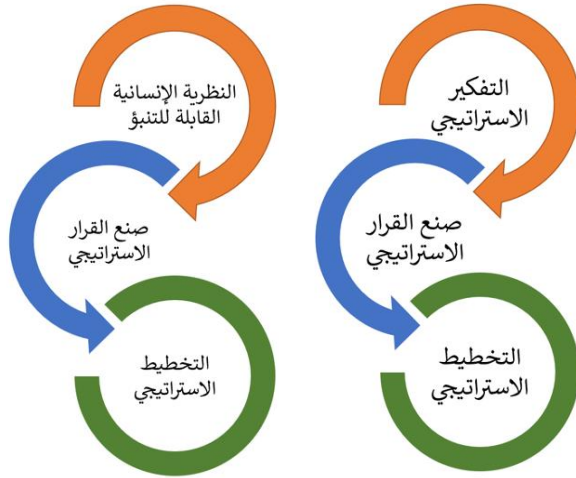 التفكير
الاستراتيجي
صنع القرار
الاستراتيجي
التخطيط
الاستراتيجي
النظرية الإنسانية
القابلة للتنبؤ
صنع القرار
الاستراتيجي
التخطيط
الاستراتيجي